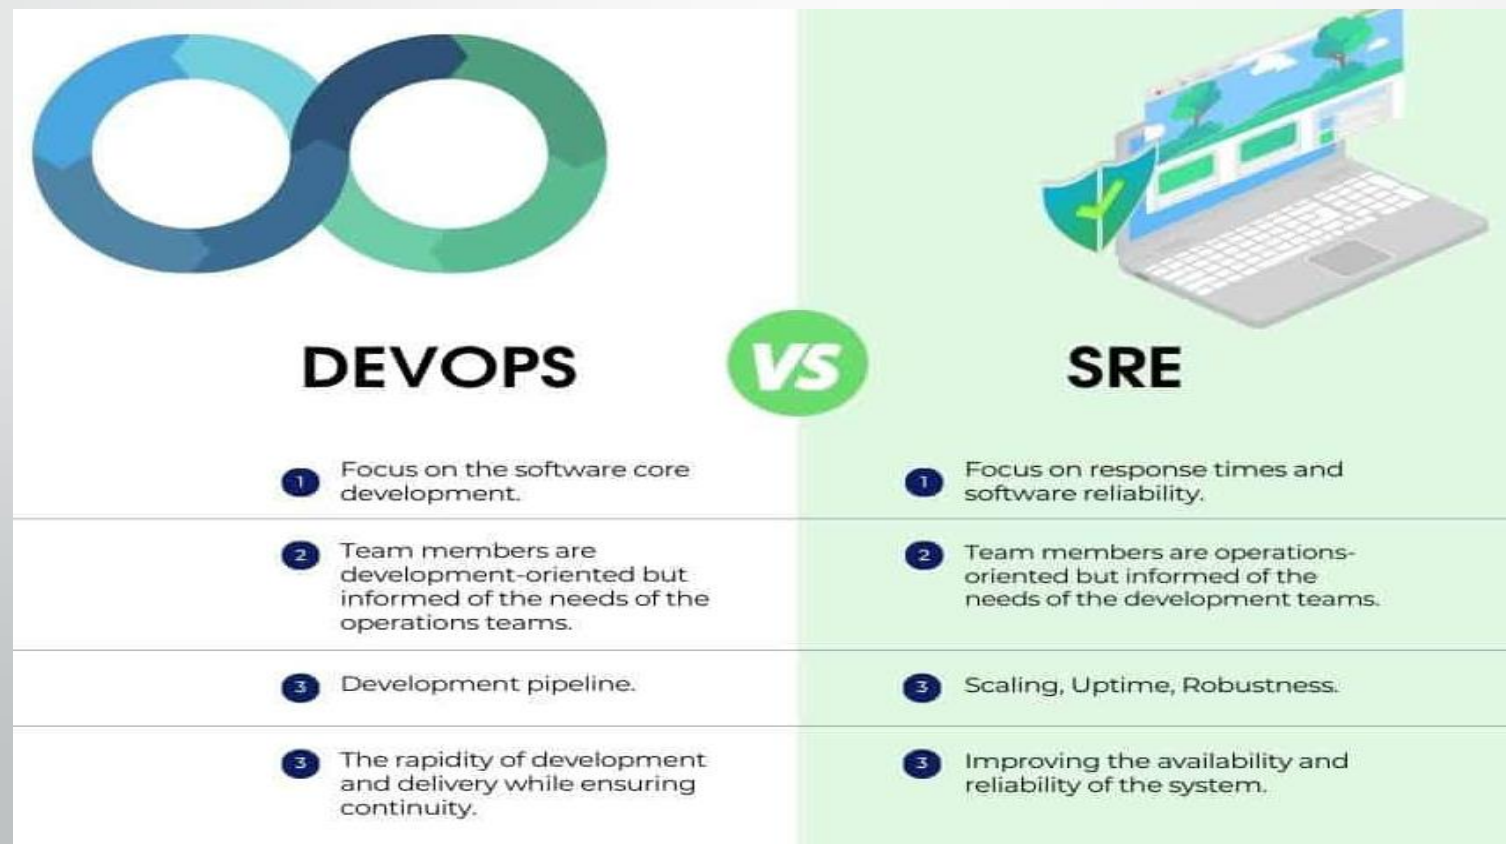 DEVOPS
VS
SRE
1 Focus on the software core
development.
1 Focus on response times and
software reliability.
2 Team members are
development-oriented but
informed of the needs of the
operations teams.
2 Team members are operations-
oriented but informed of the
needs of the development teams.
3 Development pipeline.
3 Scaling, Uptime, Robustness.
3 The rapidity of development
and delivery while ensuring
continuity.
3 Improving the availability and
reliability of the system.